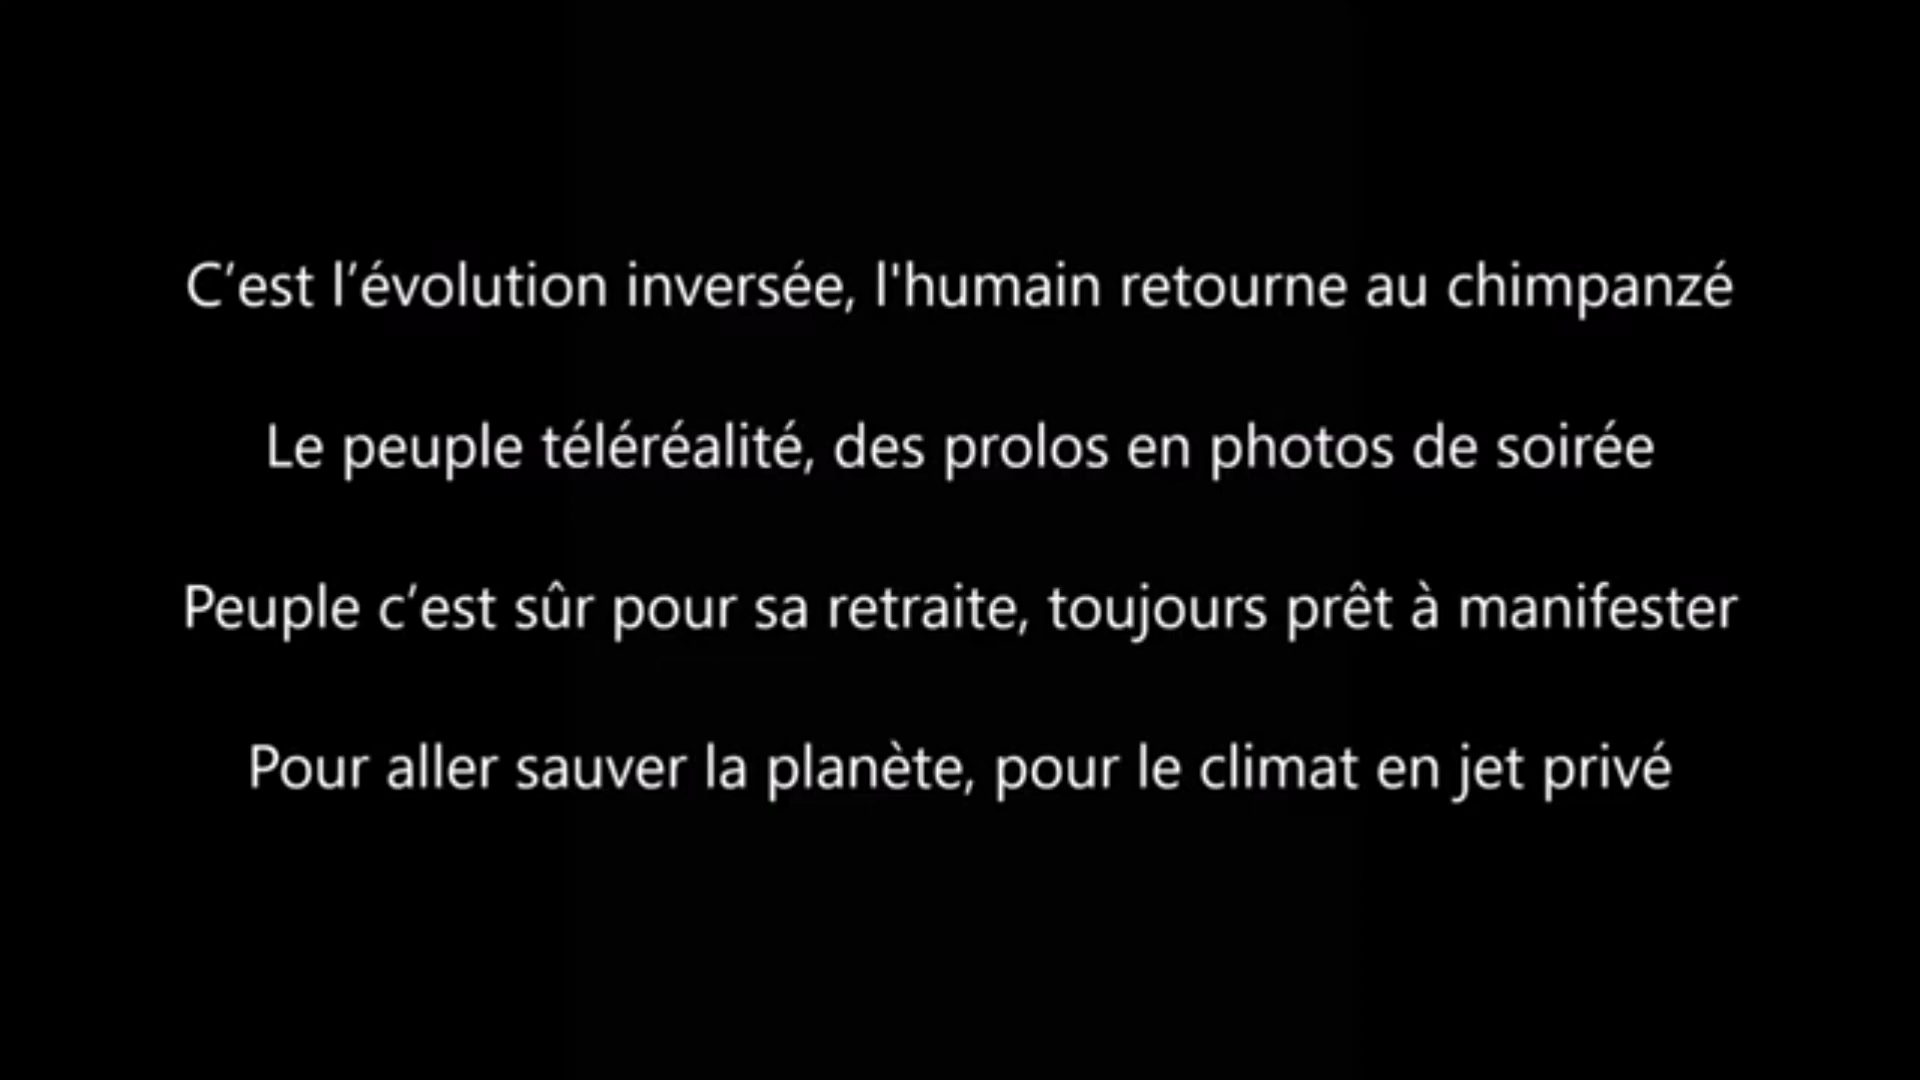 C’est l’évolution inversée, l'humain retourne au chimpanzé
Le peuple téléréalité, des prolos en photos de soirée
Peuple c’est sûr pour sa retraite, toujours prêt à manifester
Pour aller sauver la planète, pour le climat en jet privé